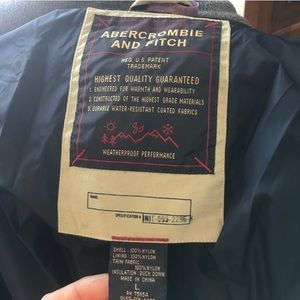 ABERCROMBIE
AND FITCH
REG. U.S. PATENT
TRADEMARK
HIGHEST QUALITY GUARANTEED
1. ENGINEERED FOR WARMTH AND WEARABILITY
2. CONSTRUCTED OF THE HIGHEST GRADE MATERIALS
3. DURABLE WATER-RESISTANT COATED FABRICS
WEATHERPROOF PERFORMANCE
NAME
SPECIFICATION #
SHELL: 100% NYLON
LINING: 100% NYLON
TRIM FABRIC:
100% NYLON
INSULATION: DUCK DOWN
MADE IN CHINA
L
RN 75654